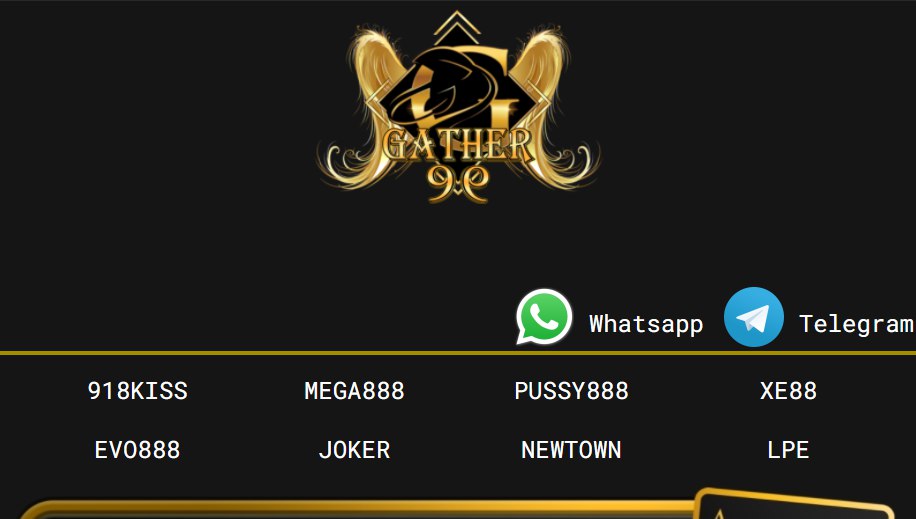 GATHER
99
Whatsapp Telegram
918KISS MEGA888 PUSSY888 XE88
EVO888 JOKER NEWTOWN LPE
A